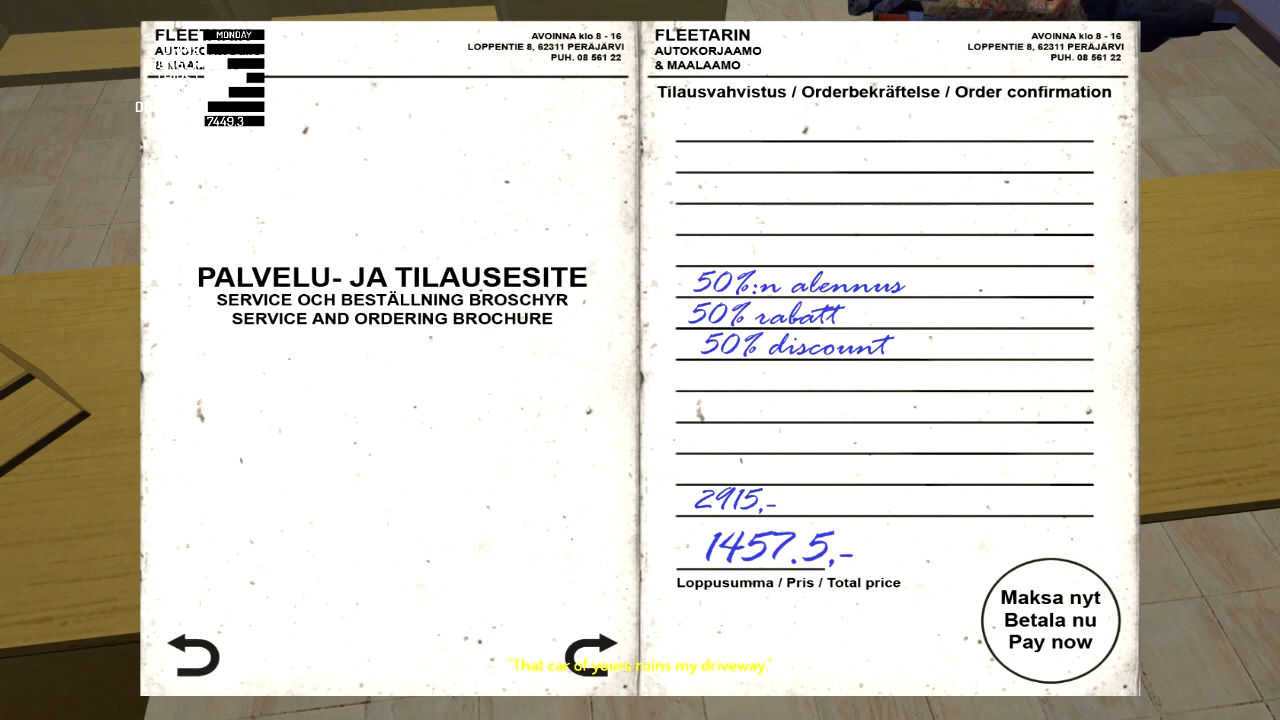 FLEET
MONDAY
AVOINNA klo 8 - 16
LOPPENTIE 8, 62311 PERÄJÄRVI
PUH. 08 561 22
7449.3
PALVELU- JA TILAUSESITE
SERVICE OCH BESTÄLLNING BROSCHYR
SERVICE AND ORDERING BROCHURE
FLEETARIN
AUTOKORJAAMO
& MAALAAMO
AVOINNA klo 8 - 16
LOPPENTIE 8, 62311 PERÄJÄRVI
PUH. 08 561 22
Tilausvahvistus / Orderbekräftelse / Order confirmation
50%:n alennus
50% rabatt
50% discount
2915,-
1457.5,-
Loppusumma / Pris / Total price
Maksa nyt
Betala nu
Pay now
"That car of yours ruins my driveway."